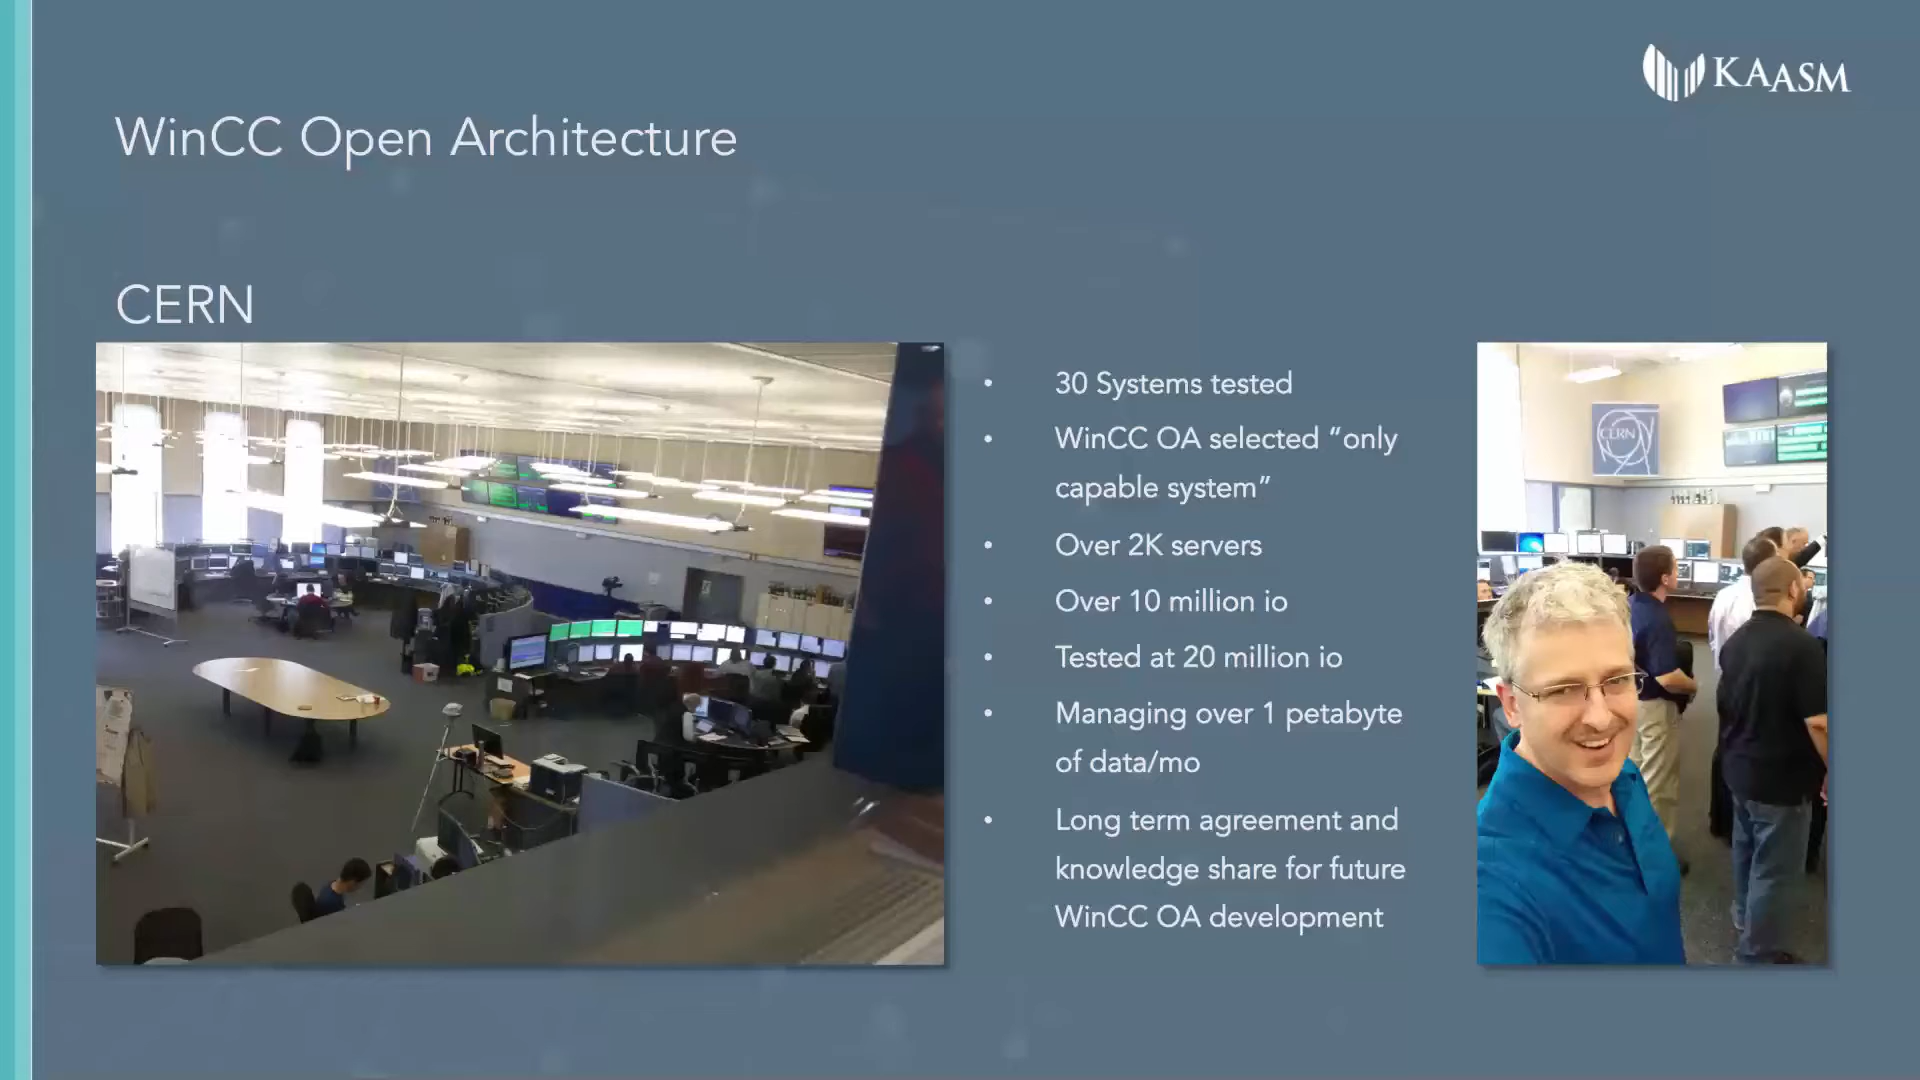 KAASM
WinCC Open Architecture
CERN
• 30 Systems tested
• WinCC OA selected “only
capable system”
• Over 2K servers
• Over 10 million io
• Tested at 20 million io
• Managing over 1 petabyte
of data/mo
• Long term agreement and
knowledge share for future
WinCC OA development
CERN